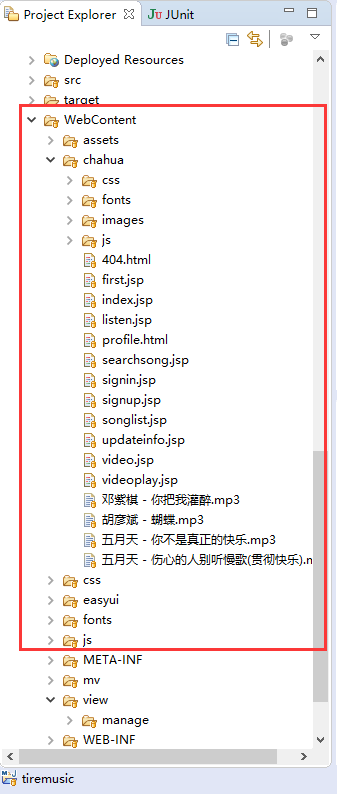 Project Explorer JUnit
Deployed Resources
src
target
WebContent
assets
chahua
css
fonts
images
js
404.html
first.jsp
index.jsp
listen.jsp
profile.html
searchsong.jsp
signin.jsp
signup.jsp
songlist.jsp
updateinfo.jsp
video.jsp
videoplay.jsp
邓紫棋 - 你把我灌醉.mp3
胡彦斌 - 蝴蝶.mp3
五月天 - 你不是真正的快乐.mp3
五月天 - 伤心的人别听慢歌(贯彻快乐).m
css
easyui
fonts
js
META-INF
mv
view
manage
WEB-INF
tiremusic